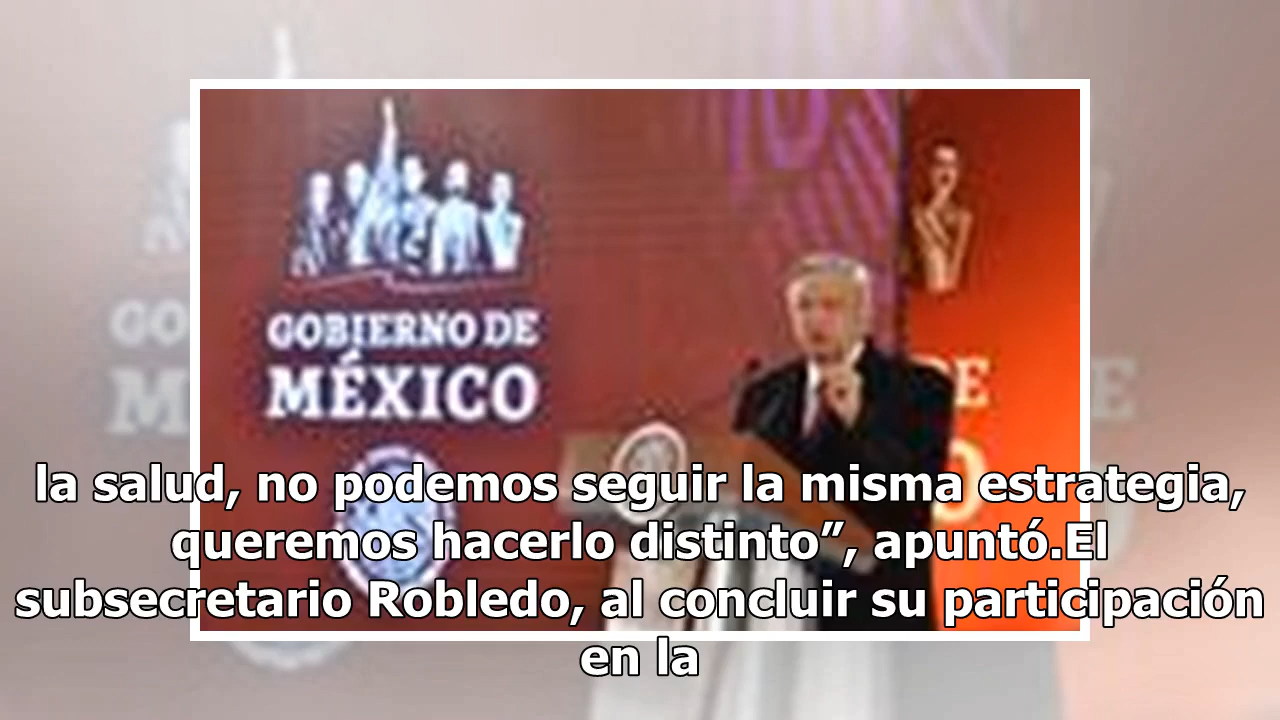 GOBIERNO DE
MÉXICO
DE
O
la salud, no podemos seguir la misma estrategia,
queremos hacerlo distinto”, apuntó.El
subsecretario Robledo, al concluir su participación
en la